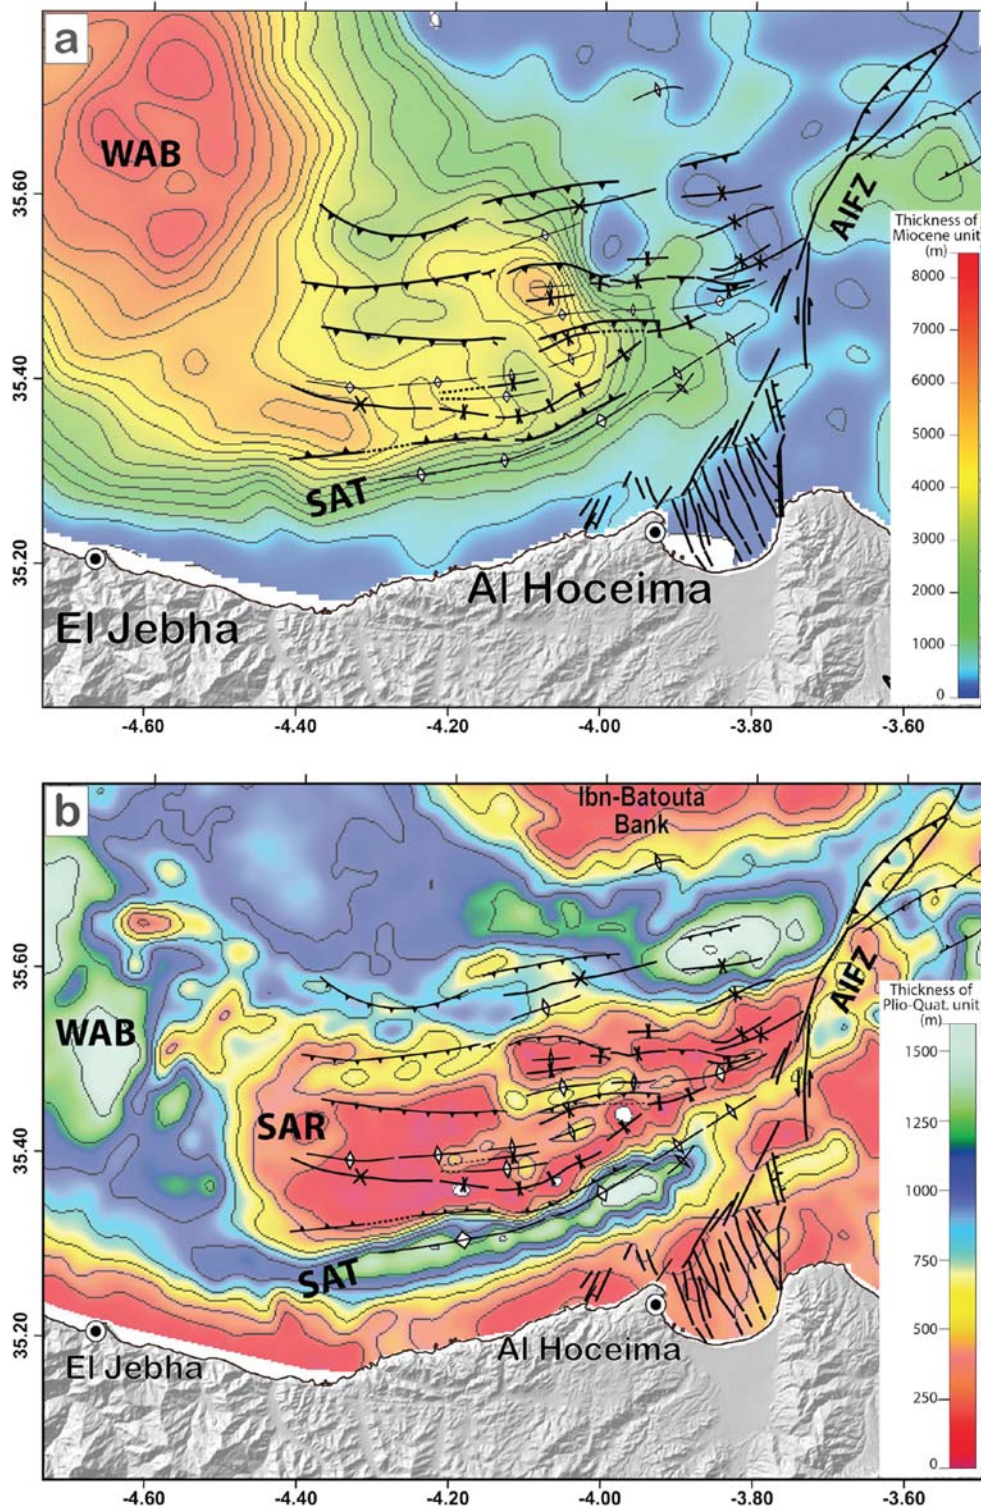 a
WAB
35.60
AIFZ
Thickness of
Miocene unit
(m)
8000
7000
6000
35.40
5000
4000
3000
SAT
2000
35.20
Al Hoceima
1000
El Jebha
0
-4.60
-4.40
-4.20
-4.00
-3.80
-3.60
b
Ibn-Batouta
Bank
35.60
AIFZ
Thickness of
Plio-Quat. unit
(m)
WAB
1500
1250
35.40
SAR
1000
SAT
750
35.20
500
El Jebha
Al Hoceima
250
0
-4.60
-4.40
-4.20
-4.00
-3.80
-3.60